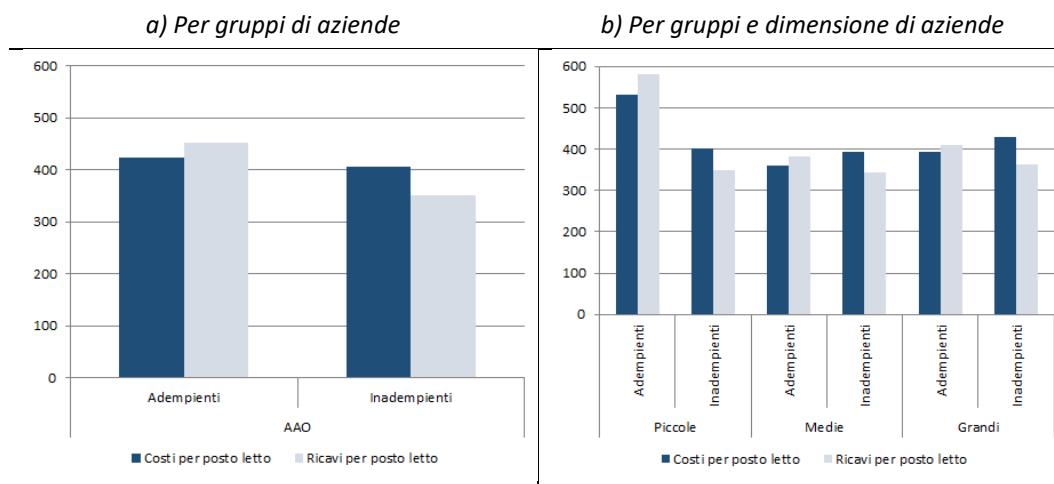 a) Per gruppi di aziende
b) Per gruppi e dimensione di aziende
600
500
400
300
200
100
0
Adempienti
Inadempienti
AAO
Costi per posto letto
Ricavi per posto letto
600
500
400
300
200
100
0
Adempienti
Inadempienti
Adempienti
Inadempienti
Adempienti
Inadempienti
Piccole
Medie
Grandi
Costi per posto letto
Ricavi per posto letto